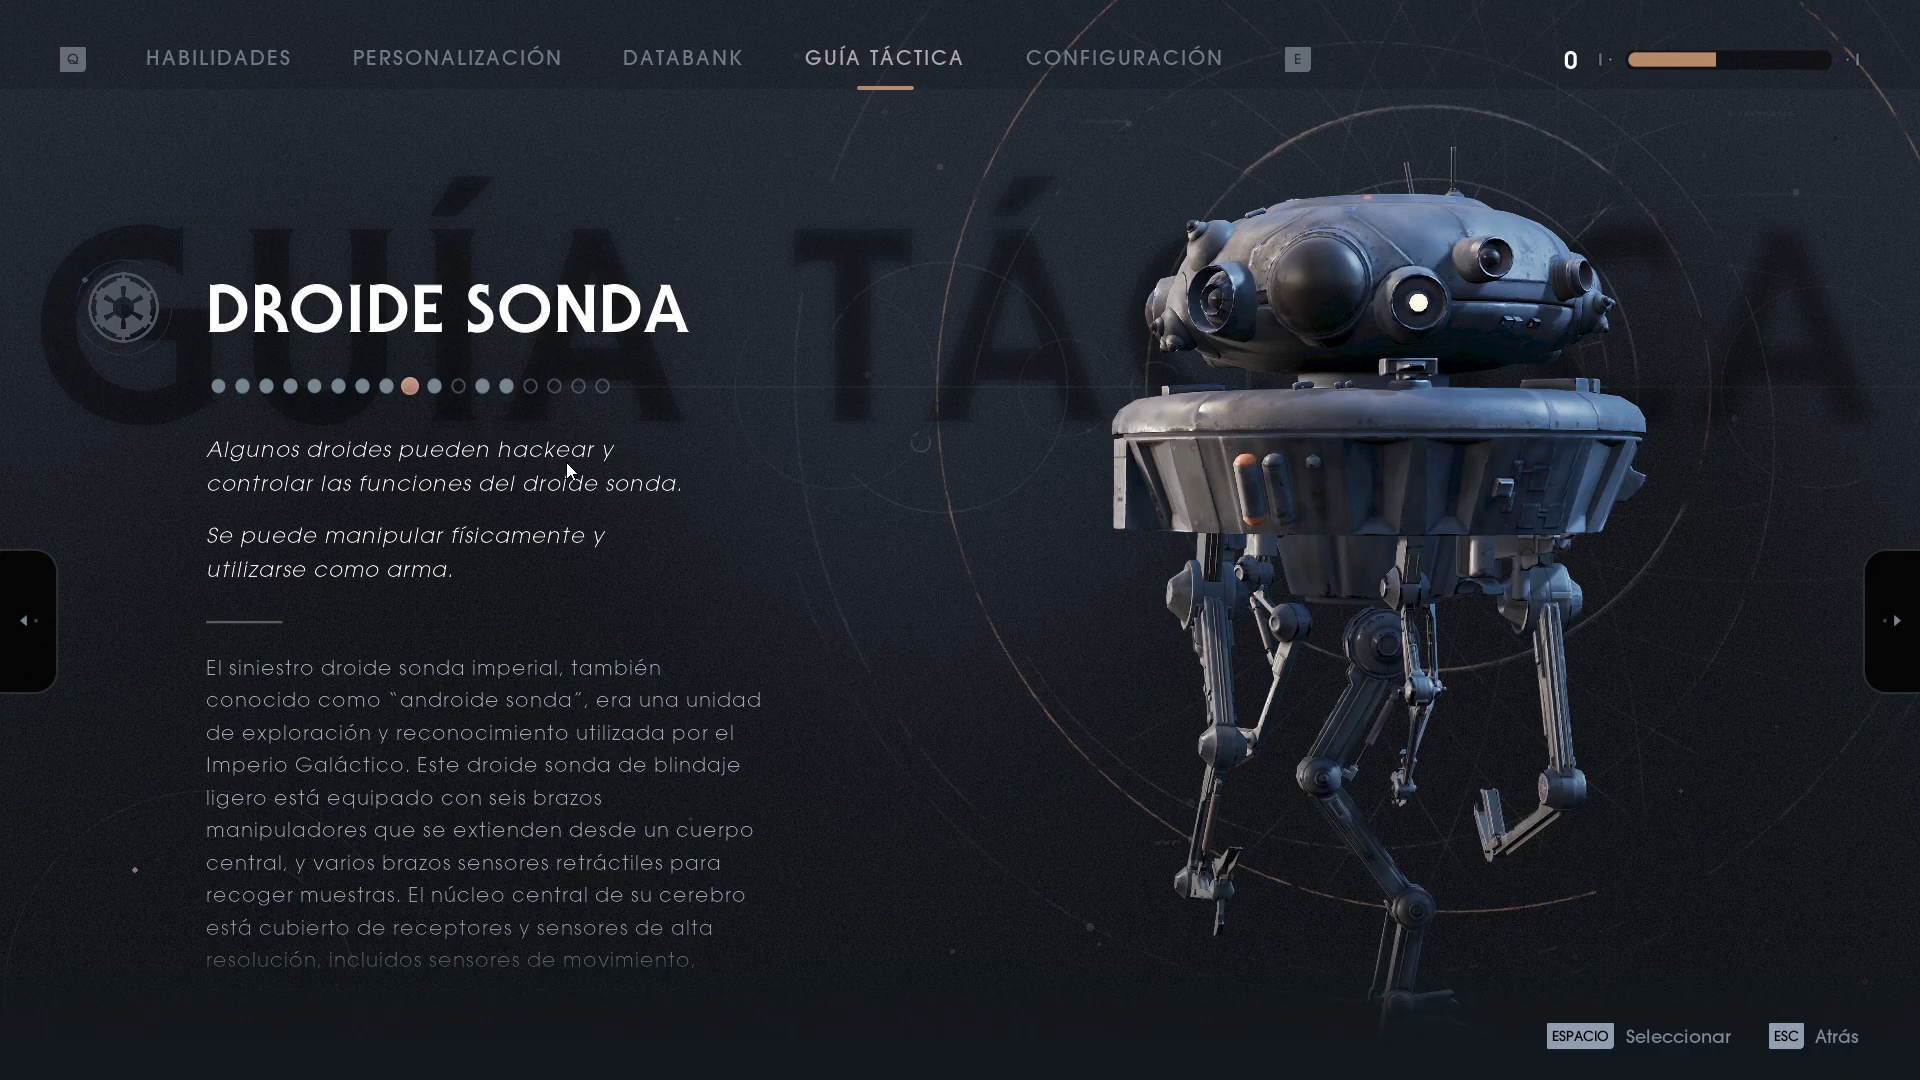 Q HABILIDADES PERSONALIZACIÓN DATABANK GUÍA TÁCTICA CONFIGURACIÓN E 0
GUÍA TÁCTICA
DROIDE SONDA
Algunos droides pueden hackear y
controlar las funciones del droide sonda.
Se puede manipular físicamente y
utilizarse como arma.
El siniestro droide sonda imperial, también
conocido como “androide sonda”, era una unidad
de exploración y reconocimiento utilizada por el
Imperio Galáctico. Este droide sonda de blindaje
ligero está equipado con seis brazos
manipuladores que se extienden desde un cuerpo
central, y varios brazos sensores retráctiles para
recoger muestras. El núcleo central de su cerebro
está cubierto de receptores y sensores de alta
resolución, incluidos sensores de movimiento,
ESPACIO Seleccionar ESC Atrás